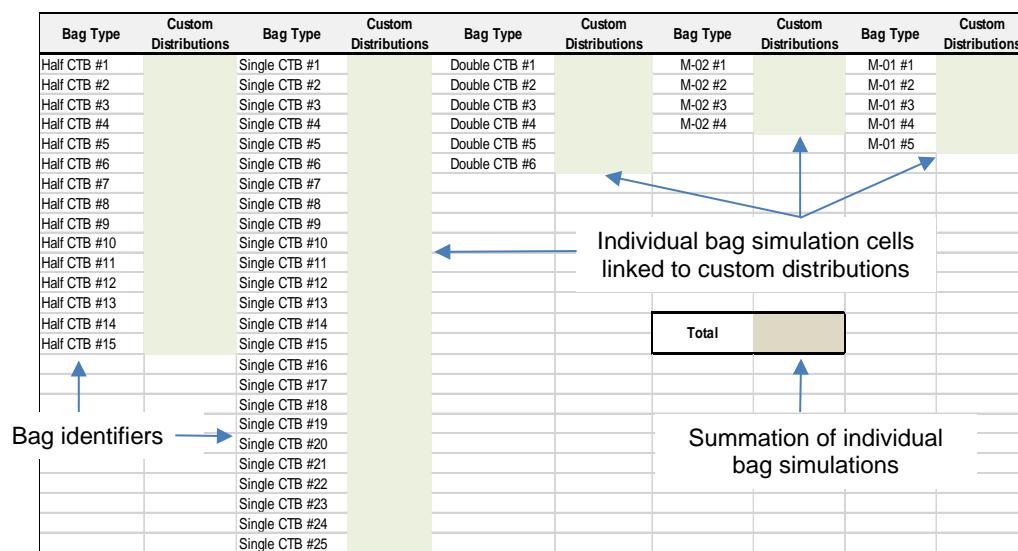 Bag Type Custom Distributions Bag Type Custom Distributions Bag Type Custom Distributions Bag Type Custom Distributions Bag Type Custom Distributions
Half CTB #1 Single CTB #1 Double CTB #1 M-02 #1 M-01 #1
Half CTB #2 Single CTB #2 Double CTB #2 M-02 #2 M-01 #2
Half CTB #3 Single CTB #3 Double CTB #3 M-02 #3 M-01 #3
Half CTB #4 Single CTB #4 Double CTB #4 M-02 #4 M-01 #4
Half CTB #5 Single CTB #5 Double CTB #5 M-01 #5
Half CTB #6 Single CTB #6 Double CTB #6
Half CTB #7 Single CTB #7
Half CTB #8 Single CTB #8
Half CTB #9 Single CTB #9
Half CTB #10 Single CTB #10
Half CTB #11 Single CTB #11
Half CTB #12 Single CTB #12
Half CTB #13 Single CTB #13
Half CTB #14 Single CTB #14
Half CTB #15 Single CTB #15
Single CTB #16
Single CTB #17
Single CTB #18
Single CTB #19
Single CTB #20
Single CTB #21
Single CTB #22
Single CTB #23
Single CTB #24
Single CTB #25
Individual bag simulation cells
linked to custom distributions
Total
Bag identifiers
Summation of individual
bag simulations